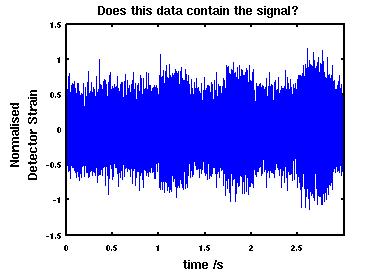 Does this data contain the signal?
1.5
1
0.5
0
-0.5
-1
-1.5
Normalised
Detector Strain
0 0.5 1 1.5 2 2.5
time /s